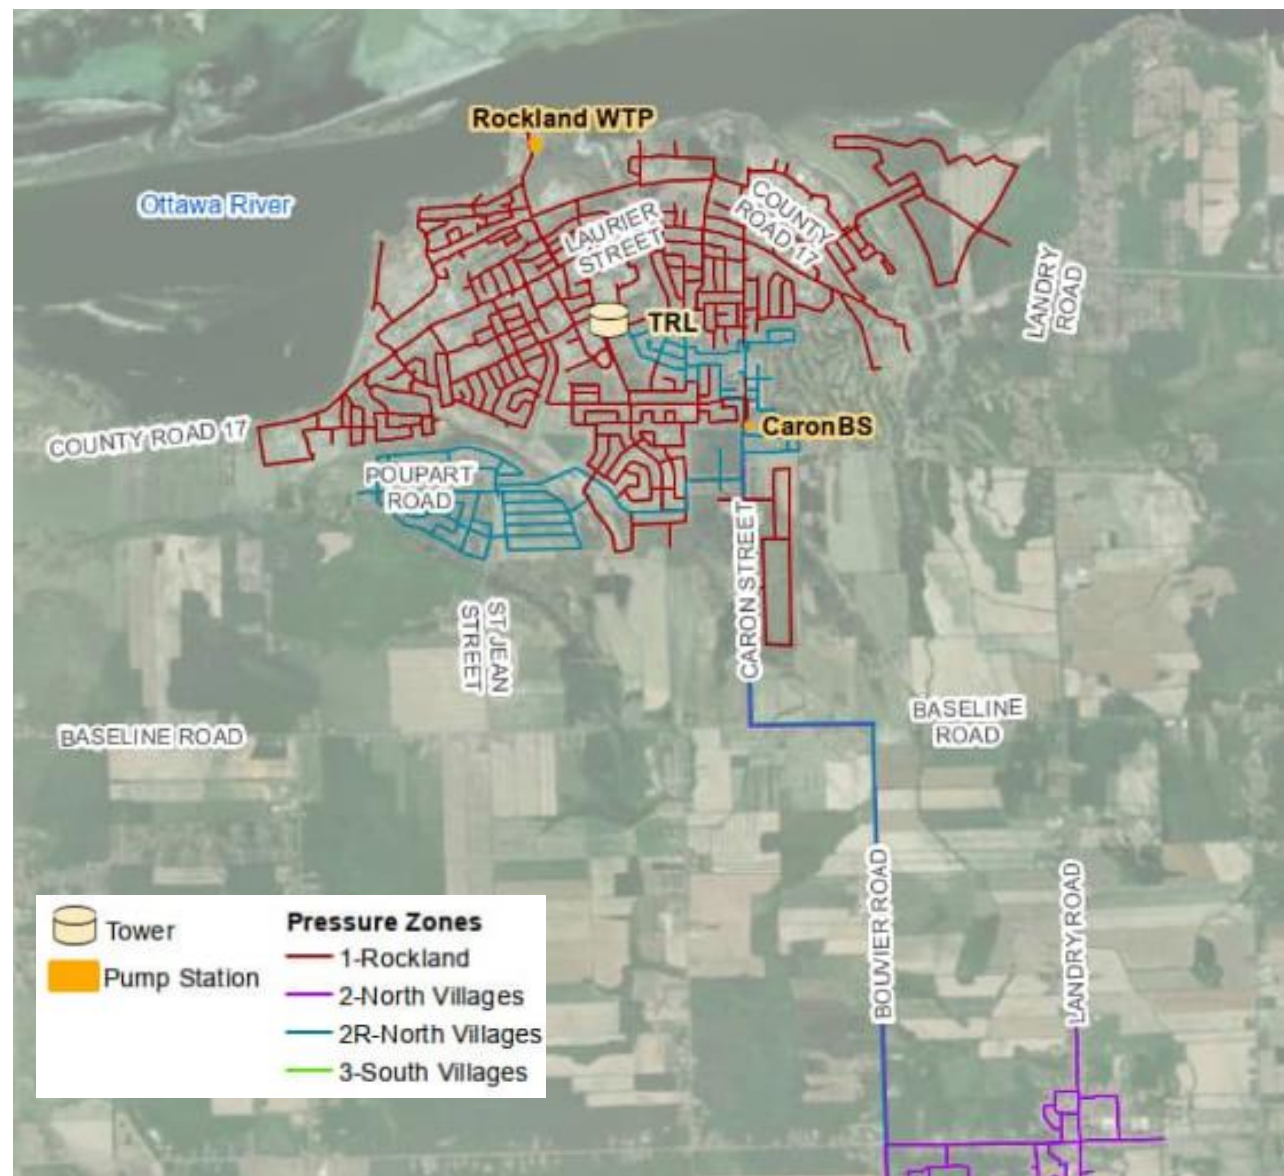 Rockland WTP
Ottawa River
LAURIER
STREET
COUNTY
ROAD 17
LANDRY
ROAD
TRL
CaronBS
COUNTY ROAD 17
POUPART
ROAD
CARON STREET
ST.JEAN
STREET
BASELINE ROAD
BASELINE
ROAD
BOUVIER ROAD
LANDRY ROAD
Tower
Pump Station
Pressure Zones
1-Rockland
2-North Villages
2R-North Villages
3-South Villages